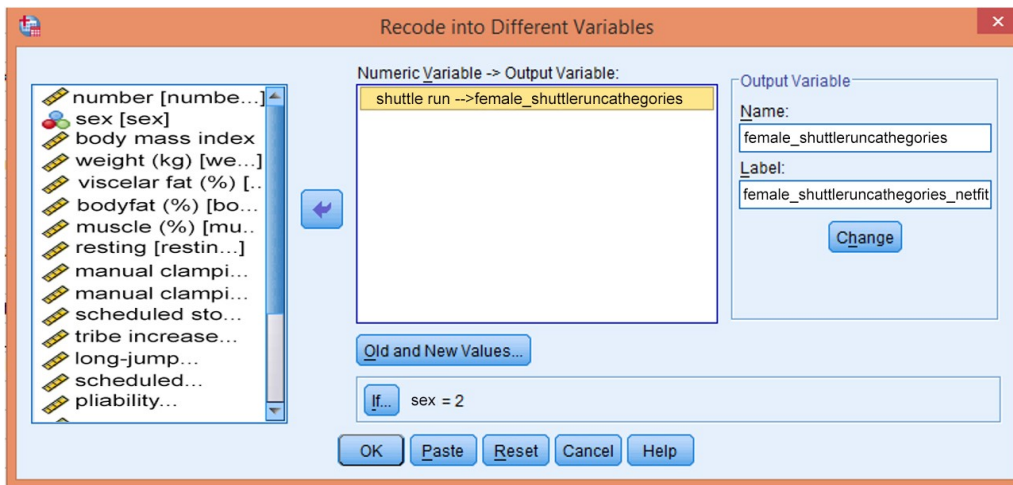 Recode into Different Variables
number [numbe...]
sex [sex]
body mass index
weight (kg) [we...]
viscelar fat (%) [..
bodyfat (%) [bo...
muscle (%) [mu..
resting [restin...]
manual clampi...
manual clampi...
scheduled sto...
tribe increase...
long-jump...
scheduled...
pliability...
Numeric Variable -> Output Variable:
shuttle run -->female_shuttleruncathegories
Old and New Values...
If... sex = 2
Output Variable
Name:
female_shuttleruncathegories
Label:
female_shuttleruncathegories_netfit
Change
OK Paste Reset Cancel Help